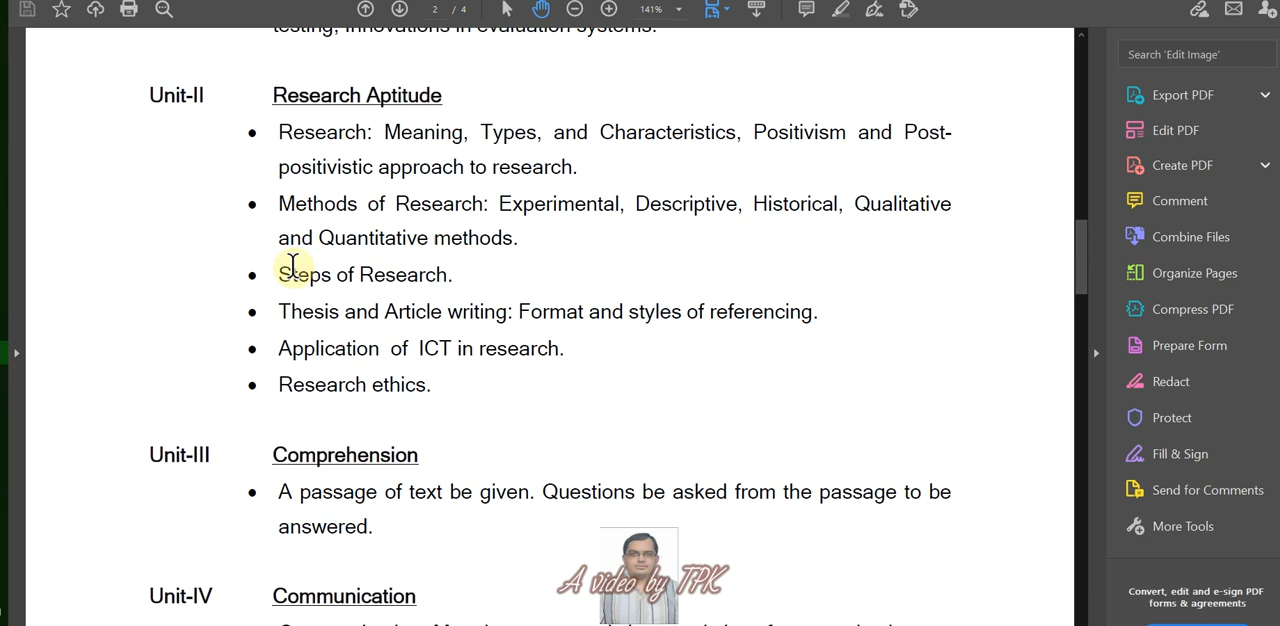 2 / 4
141%
testing, innovations in evaluation systems.
Unit-II Research Aptitude
• Research: Meaning, Types, and Characteristics, Positivism and Post-
positivistic approach to research.
• Methods of Research: Experimental, Descriptive, Historical, Qualitative
and Quantitative methods.
• Steps of Research.
• Thesis and Article writing: Format and styles of referencing.
• Application of ICT in research.
• Research ethics.
Unit-III Comprehension
• A passage of text be given. Questions be asked from the passage to be
answered.
A video by TPK
Unit-IV Communication
Search 'Edit Image'
Export PDF
Edit PDF
Create PDF
Comment
Combine Files
Organize Pages
Compress PDF
Prepare Form
Redact
Protect
Fill & Sign
Send for Comments
More Tools
Convert, edit and e-sign PDF
forms & agreements